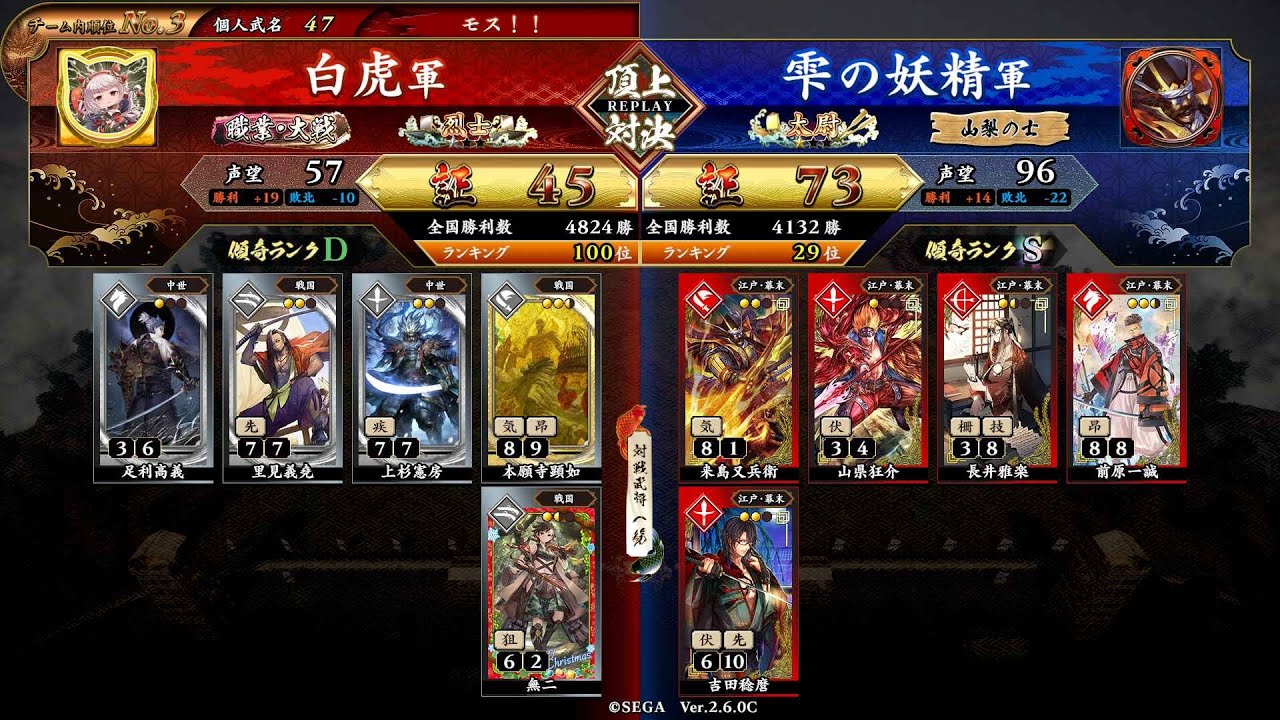 チーム内順位 No.3 個人武名 47 モス！！
白虎軍
頂上
REPLAY
対決
雫の妖精軍
職業・大戦
烈士
太尉
山梨の士
声望 57
勝利 +19 敗北 -10
証 45
証 73
声望 96
勝利 +14 敗北 -22
全国勝利数 4824勝
全国勝利数 4132勝
ランキング 100位
ランキング 29位
傾奇ランク D
傾奇ランク S
中世
戦国
中世
戦国
江戸・幕末
江戸・幕末
江戸・幕末
江戸・幕末
3 6
先
7 7
疾
7 7
気 昂
8 9
気
8 1
伏
3 4
柵 技
3 8
昂
8 8
足利高義
里見義堯
上杉憲房
本願寺顕如
来島又兵衛
山県狂介
長井雅楽
前原一誠
対戦武将一覧
戦国
狙
6 2
Christmas
無二
江戸・幕末
伏 先
6 10
吉田稔麿
©SEGA Ver.2.6.0C